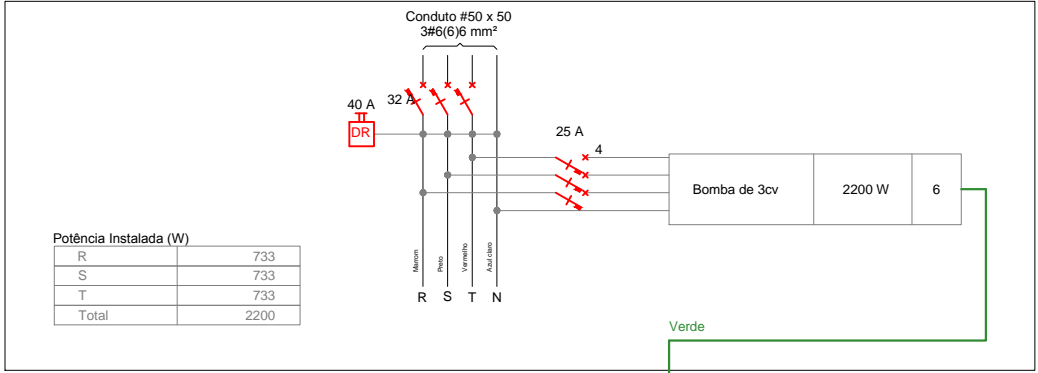 Conduto #50 x 50
3#6(6)6 mm²
40 A
32 A
DR
25 A
4
Bomba de 3cv 2200 W 6
Potência Instalada (W)
R 733
S 733
T 733
Total 2200
Marrom
Preto
Vermelho
Azul claro
R S T N
Verde